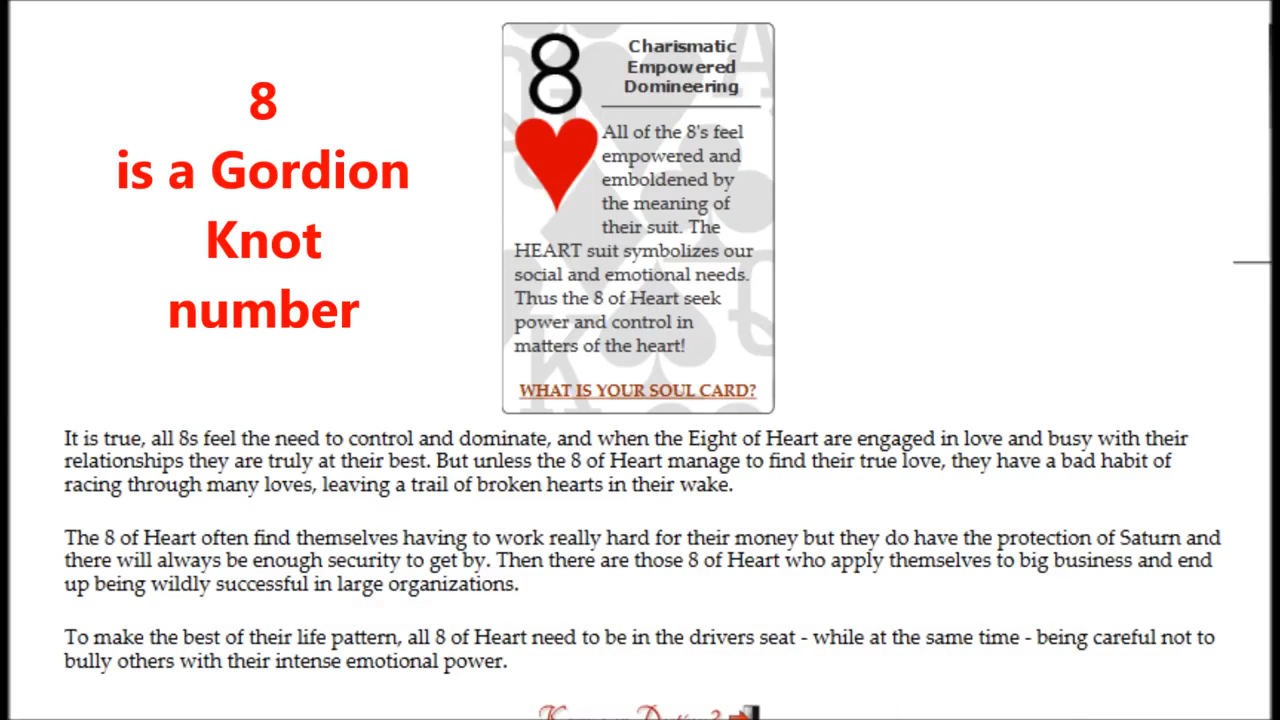 8
is a Gordion
Knot
number
8
Charismatic
Empowered
Domineering
All of the 8's feel
empowered and
emboldened by
the meaning of
their suit. The
HEART suit symbolizes our
social and emotional needs.
Thus the 8 of Heart seek
power and control in
matters of the heart!
WHAT IS YOUR SOUL CARD?
It is true, all 8s feel the need to control and dominate, and when the Eight of Heart are engaged in love and busy with their
relationships they are truly at their best. But unless the 8 of Heart manage to find their true love, they have a bad habit of
racing through many loves, leaving a trail of broken hearts in their wake.
The 8 of Heart often find themselves having to work really hard for their money but they do have the protection of Saturn and
there will always be enough security to get by. Then there are those 8 of Heart who apply themselves to big business and end
up being wildly successful in large organizations.
To make the best of their life pattern, all 8 of Heart need to be in the drivers seat - while at the same time - being careful not to
bully others with their intense emotional power.